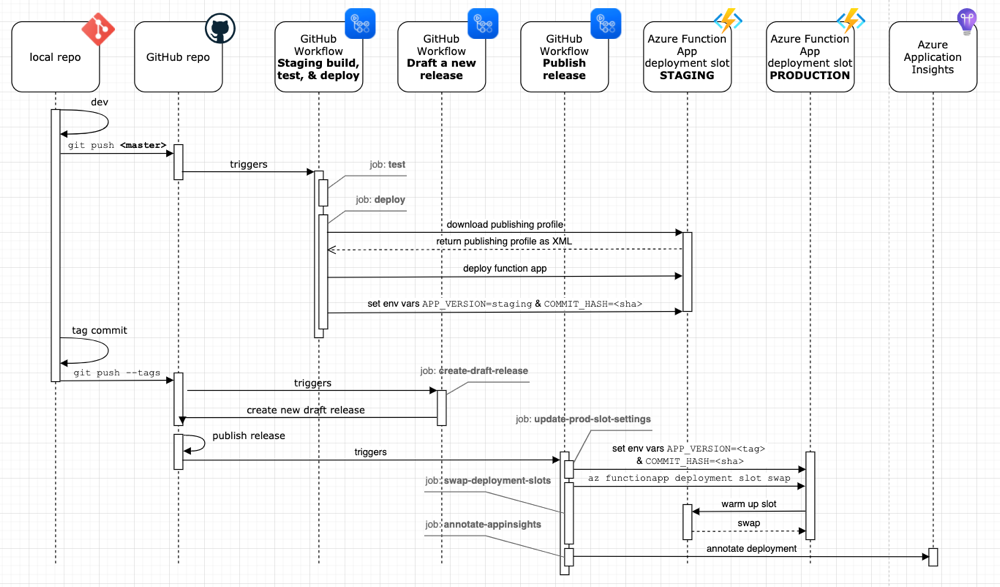 local repo
GitHub repo
GitHub
Workflow
Staging build,
test, & deploy
GitHub
Workflow
Draft a new
release
GitHub
Workflow
Publish
release
Azure Function
App
deployment slot
STAGING
Azure Function
App
deployment slot
PRODUCTION
Azure
Application
Insights
dev
git push <master>
triggers
job: test
job: deploy
download publishing profile
return publishing profile as XML
deploy function app
set env vars APP_VERSION=staging & COMMIT_HASH=<sha>
tag commit
git push --tags
triggers
job: create-draft-release
create new draft release
job: update-prod-slot-settings
publish release
triggers
set env vars APP_VERSION=<tag>
& COMMIT_HASH=<sha>
job: swap-deployment-slots
az functionapp deployment slot swap
warm up slot
job: annotate-appinsights
swap
annotate deployment